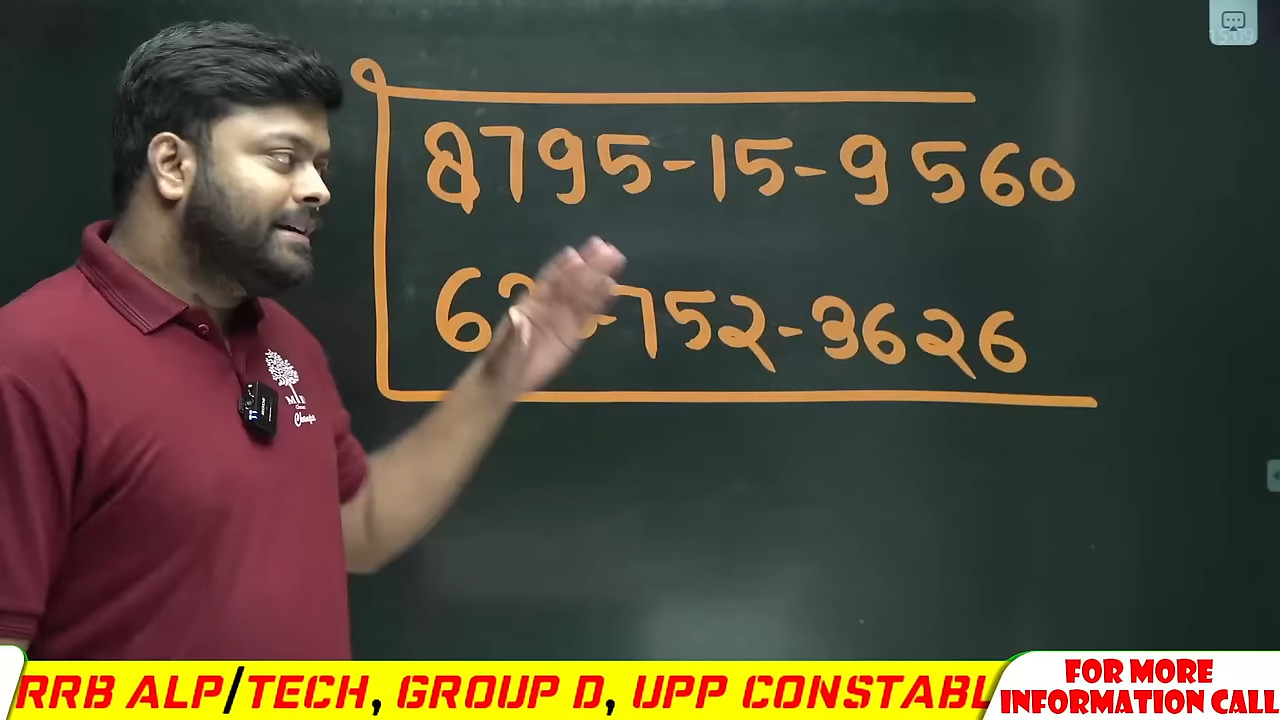 8795-15-9560
752-3626
RRB ALP/TECH, GROUP D, UPP CONSTABL
FOR MORE
INFORMATION CALL